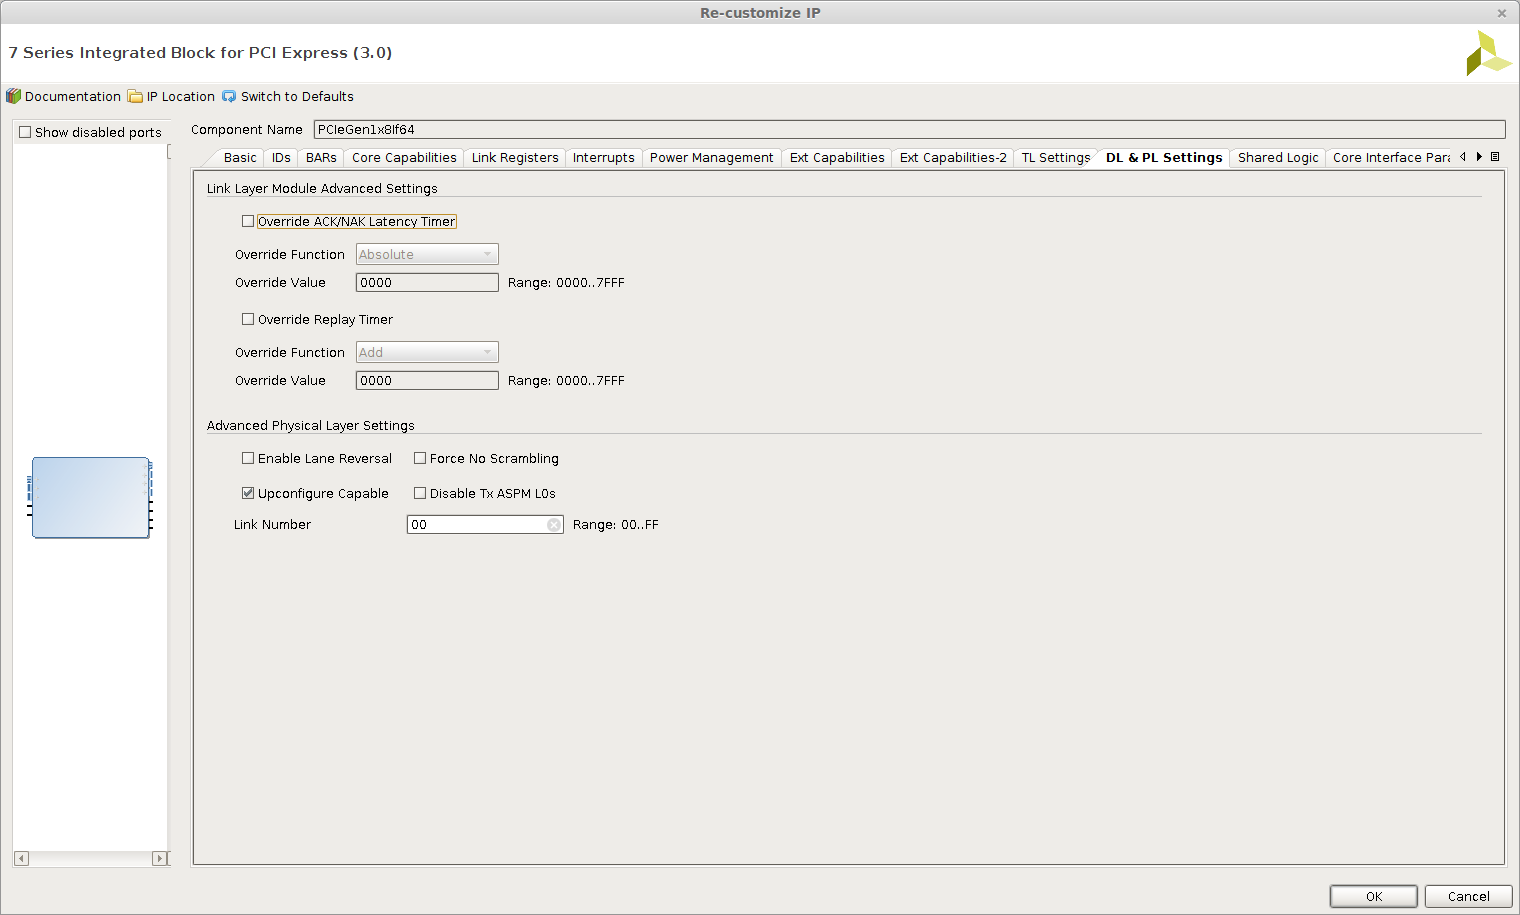 Re-customize IP
7 Series Integrated Block for PCI Express (3.0)
Documentation IP Location Switch to Defaults
Show disabled ports
Component Name PCIeGen1x8If64
Basic IDs BARs Core Capabilities Link Registers Interrupts Power Management Ext Capabilities Ext Capabilities-2 TL Settings DL & PL Settings Shared Logic Core Interface Para
Link Layer Module Advanced Settings
Override ACK/NAK Latency Timer
Override Function Absolute
Override Value 0000 Range: 0000..7FFF
Override Replay Timer
Override Function Add
Override Value 0000 Range: 0000..7FFF
Advanced Physical Layer Settings
Enable Lane Reversal Force No Scrambling
Upconfigure Capable Disable Tx ASPM L0s
Link Number 00 Range: 00..FF
OK Cancel